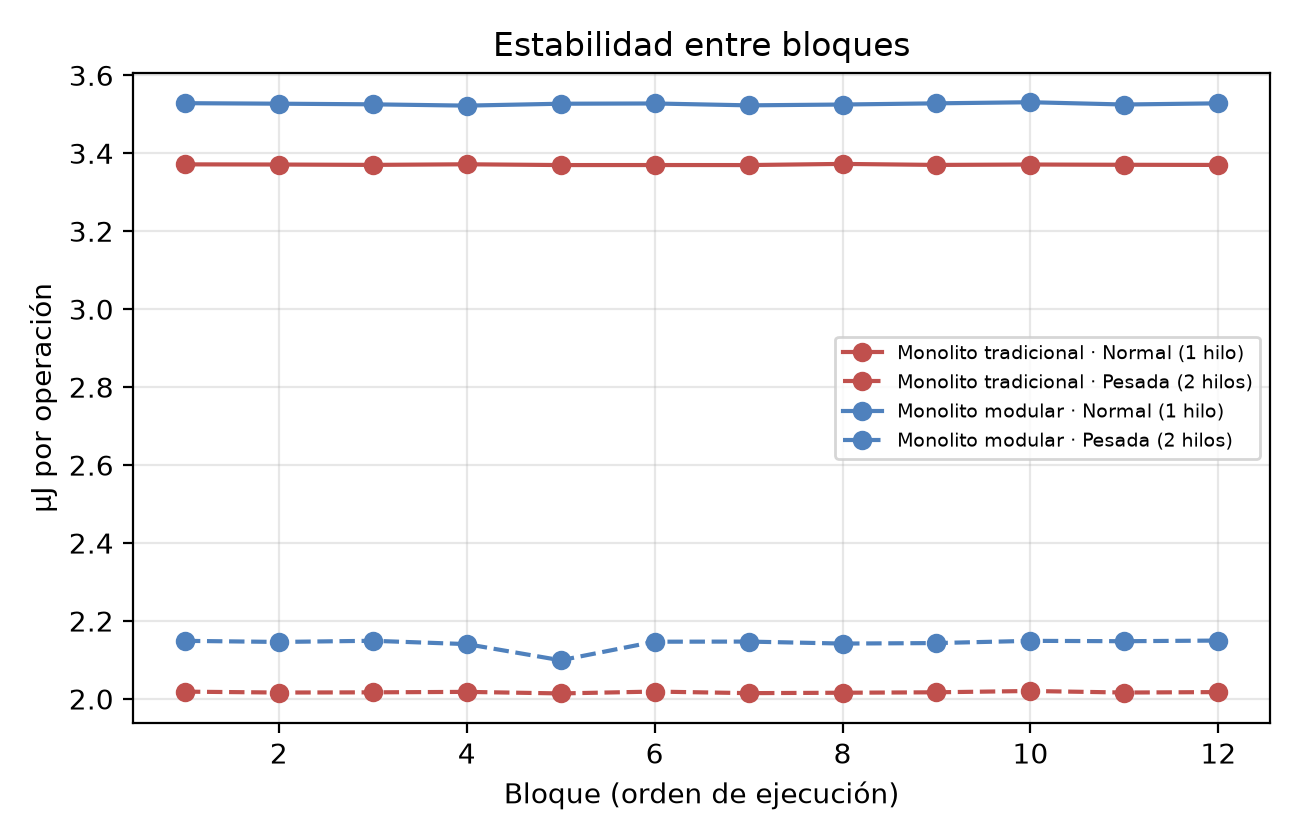 Estabilidad entre bloques
3.6
3.4
3.2
3.0
2.8
2.6
2.4
2.2
2.0
µJ por operación
Monolito tradicional · Normal (1 hilo)
Monolito tradicional · Pesada (2 hilos)
Monolito modular · Normal (1 hilo)
Monolito modular · Pesada (2 hilos)
2 4 6 8 10 12
Bloque (orden de ejecución)